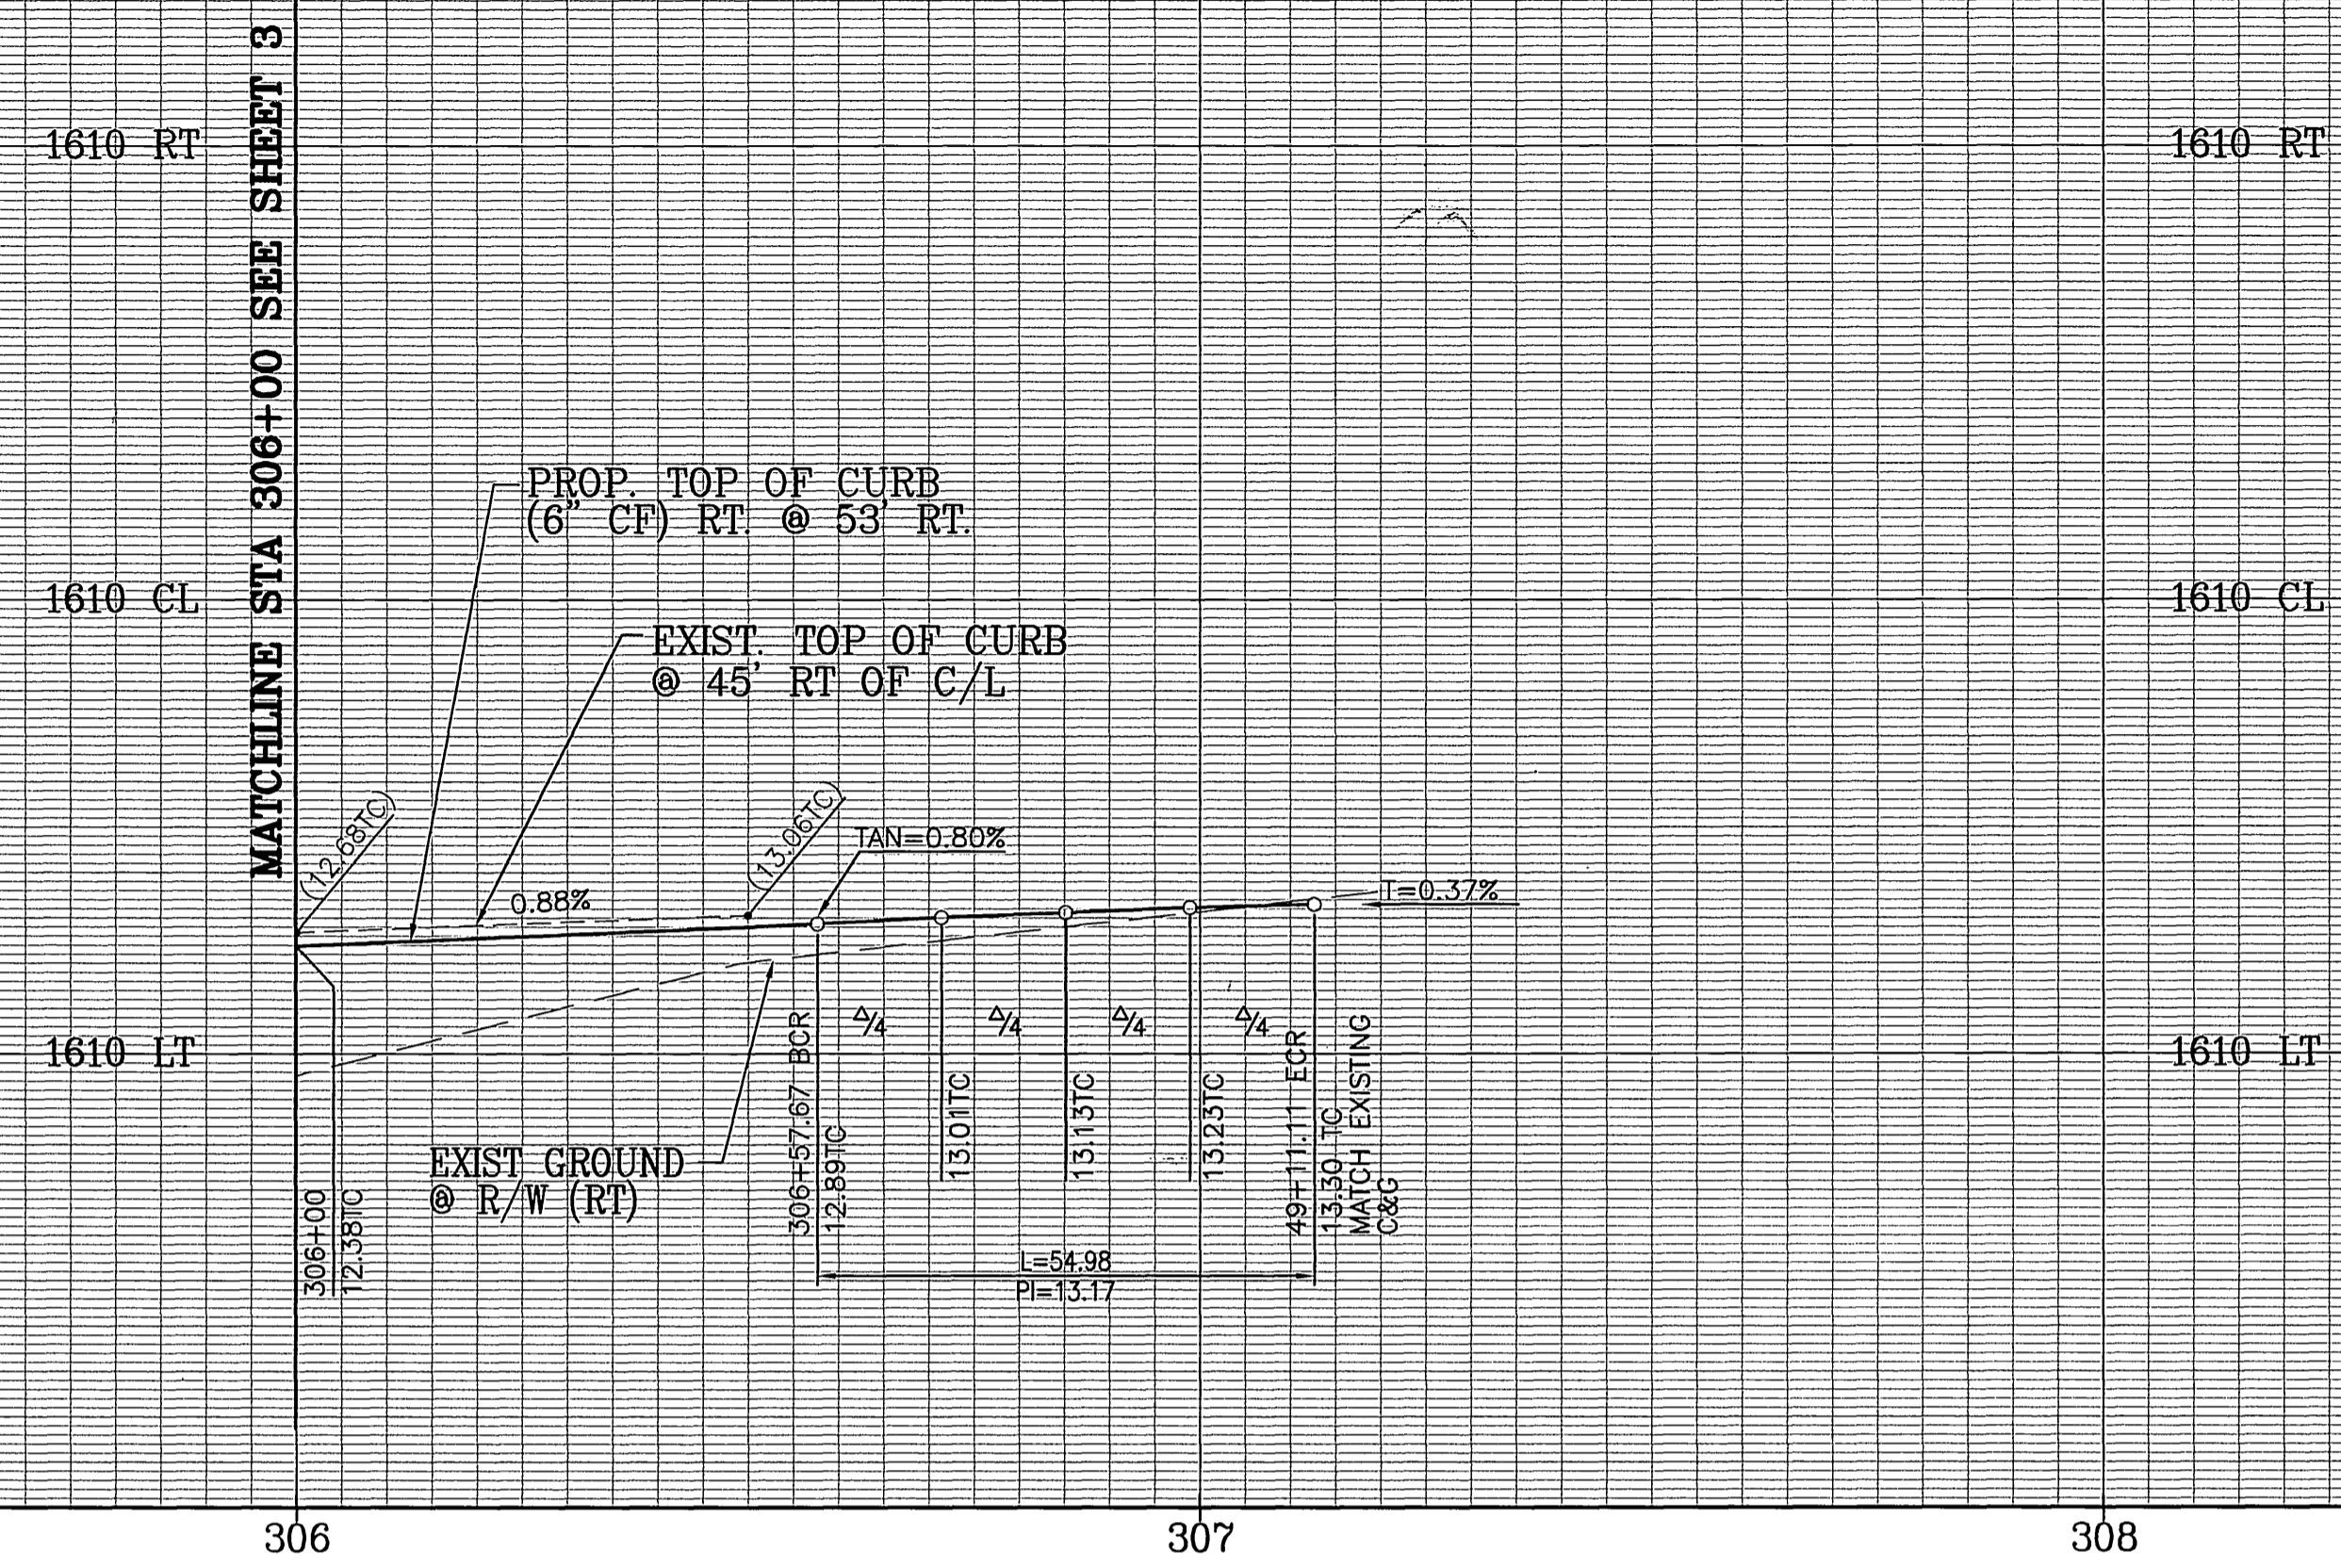 MATCHLINE STA 306+00 SEE SHEET 3
1610 RT
1610 RT
PROP. TOP OF CURB
(6" CF) RT. @ 53' RT.
1610 CL
1610 CL
EXIST. TOP OF CURB
@ 45' RT OF C/L
(12.68TC)
(13.06TC)
TAN=0.80%
0.88%
T=0.37%
Δ/4
Δ/4
Δ/4
Δ/4
1610 LT
1610 LT
EXIST GROUND
@ R/W (RT)
306+00
12.38TC
306+57.67 BCR
12.89TC
13.01TC
13.13TC
13.23TC
49+11.11 ECR
13.30 TC
MATCH EXISTING
C&G
L=54.98
PI=13.17
306
307
308